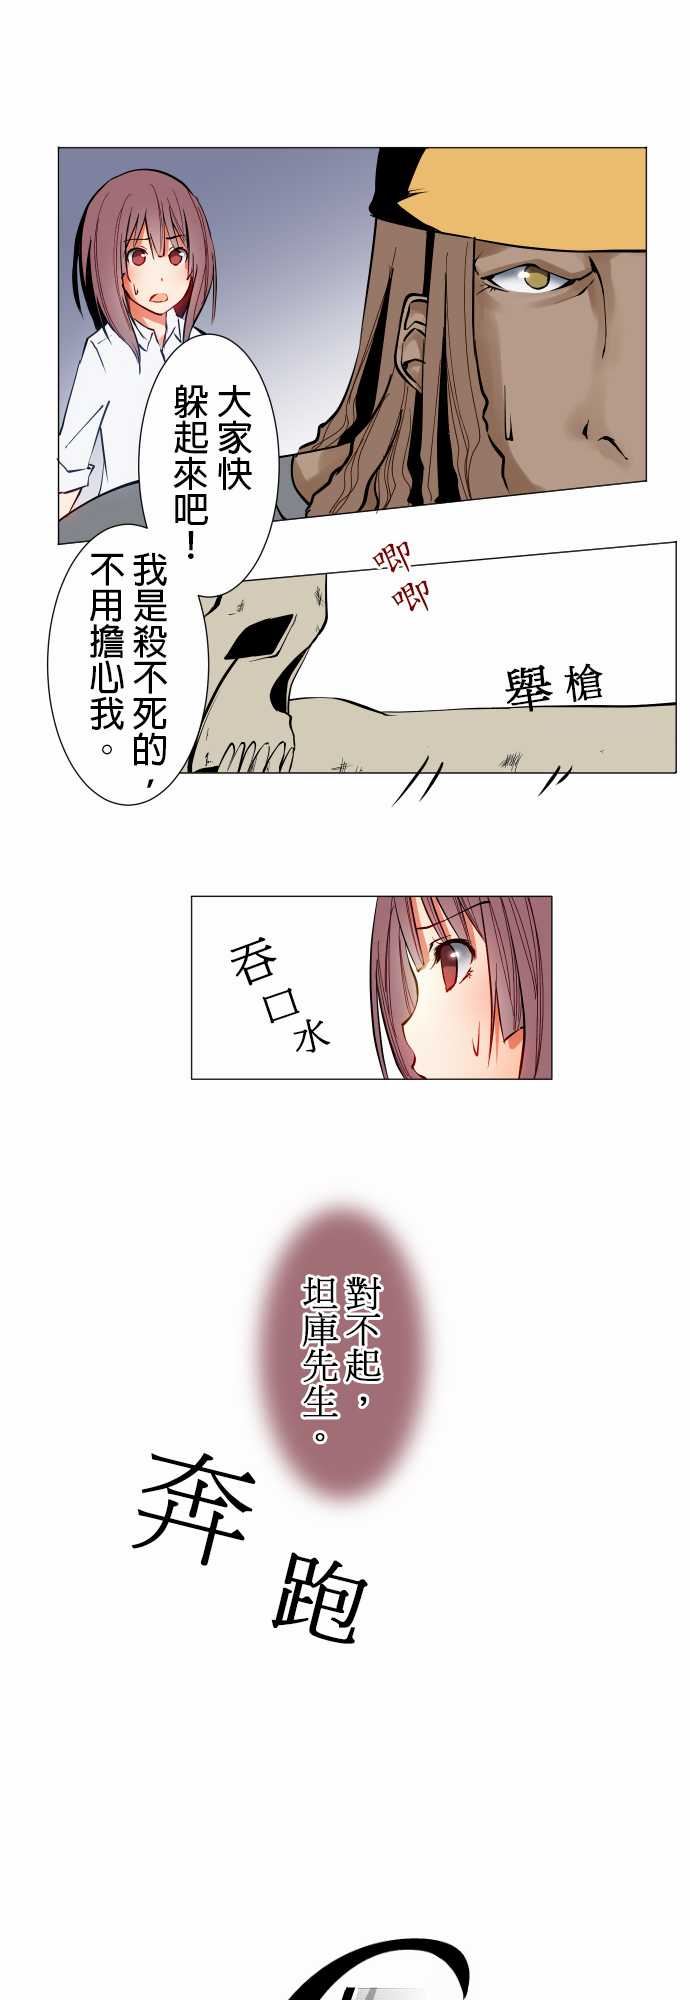 大家快
躲起來吧！
我是殺不死的，
不用擔心我。
唧
唧
舉槍
吞口水
對不起，
坦庫先生。
奔跑